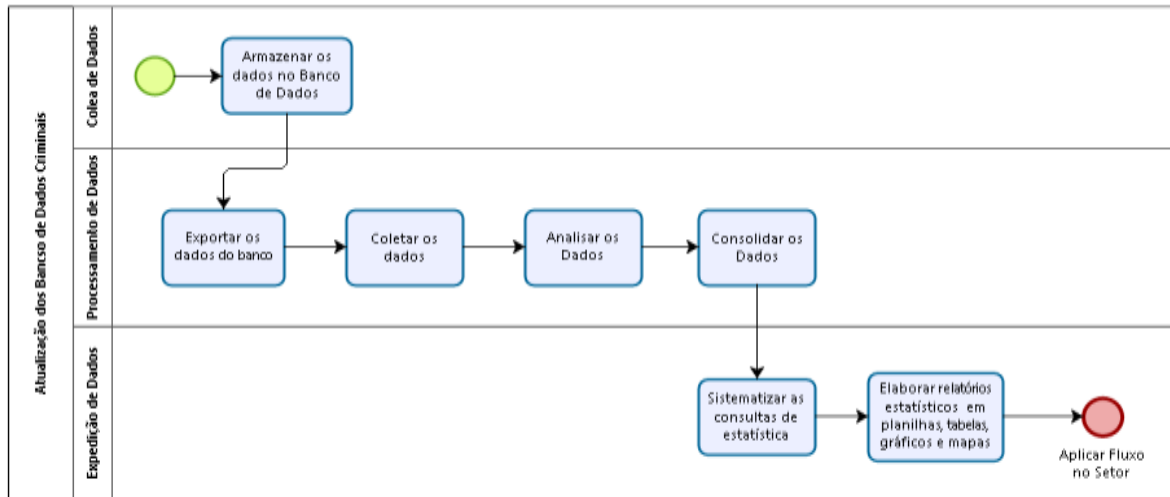 Atualização dos Bancso de Dados Criminais
Colea de Dados
Armazenar os
dados no Banco
de Dados
Processamento de Dados
Exportar os
dados do banco
Coletar os
dados
Analisar os
Dados
Consolidar os
Dados
Expedição de Dados
Sistematizar as
consultas de
estatística
Elaborar relatórios
estatísticos em
planilhas, tabelas,
gráficos e mapas
Aplicar Fluxo
no Setor